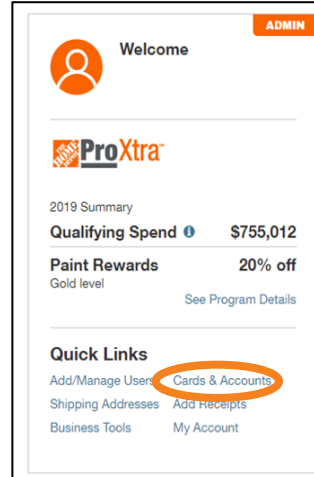 ADMIN
Welcome
THE HOME DEPOT ProXtra™
2019 Summary
Qualifying Spend i $755,012
Paint Rewards 20% off
Gold level
See Program Details
Quick Links
Add/Manage Users Cards & Accounts
Shipping Addresses Add Receipts
Business Tools My Account